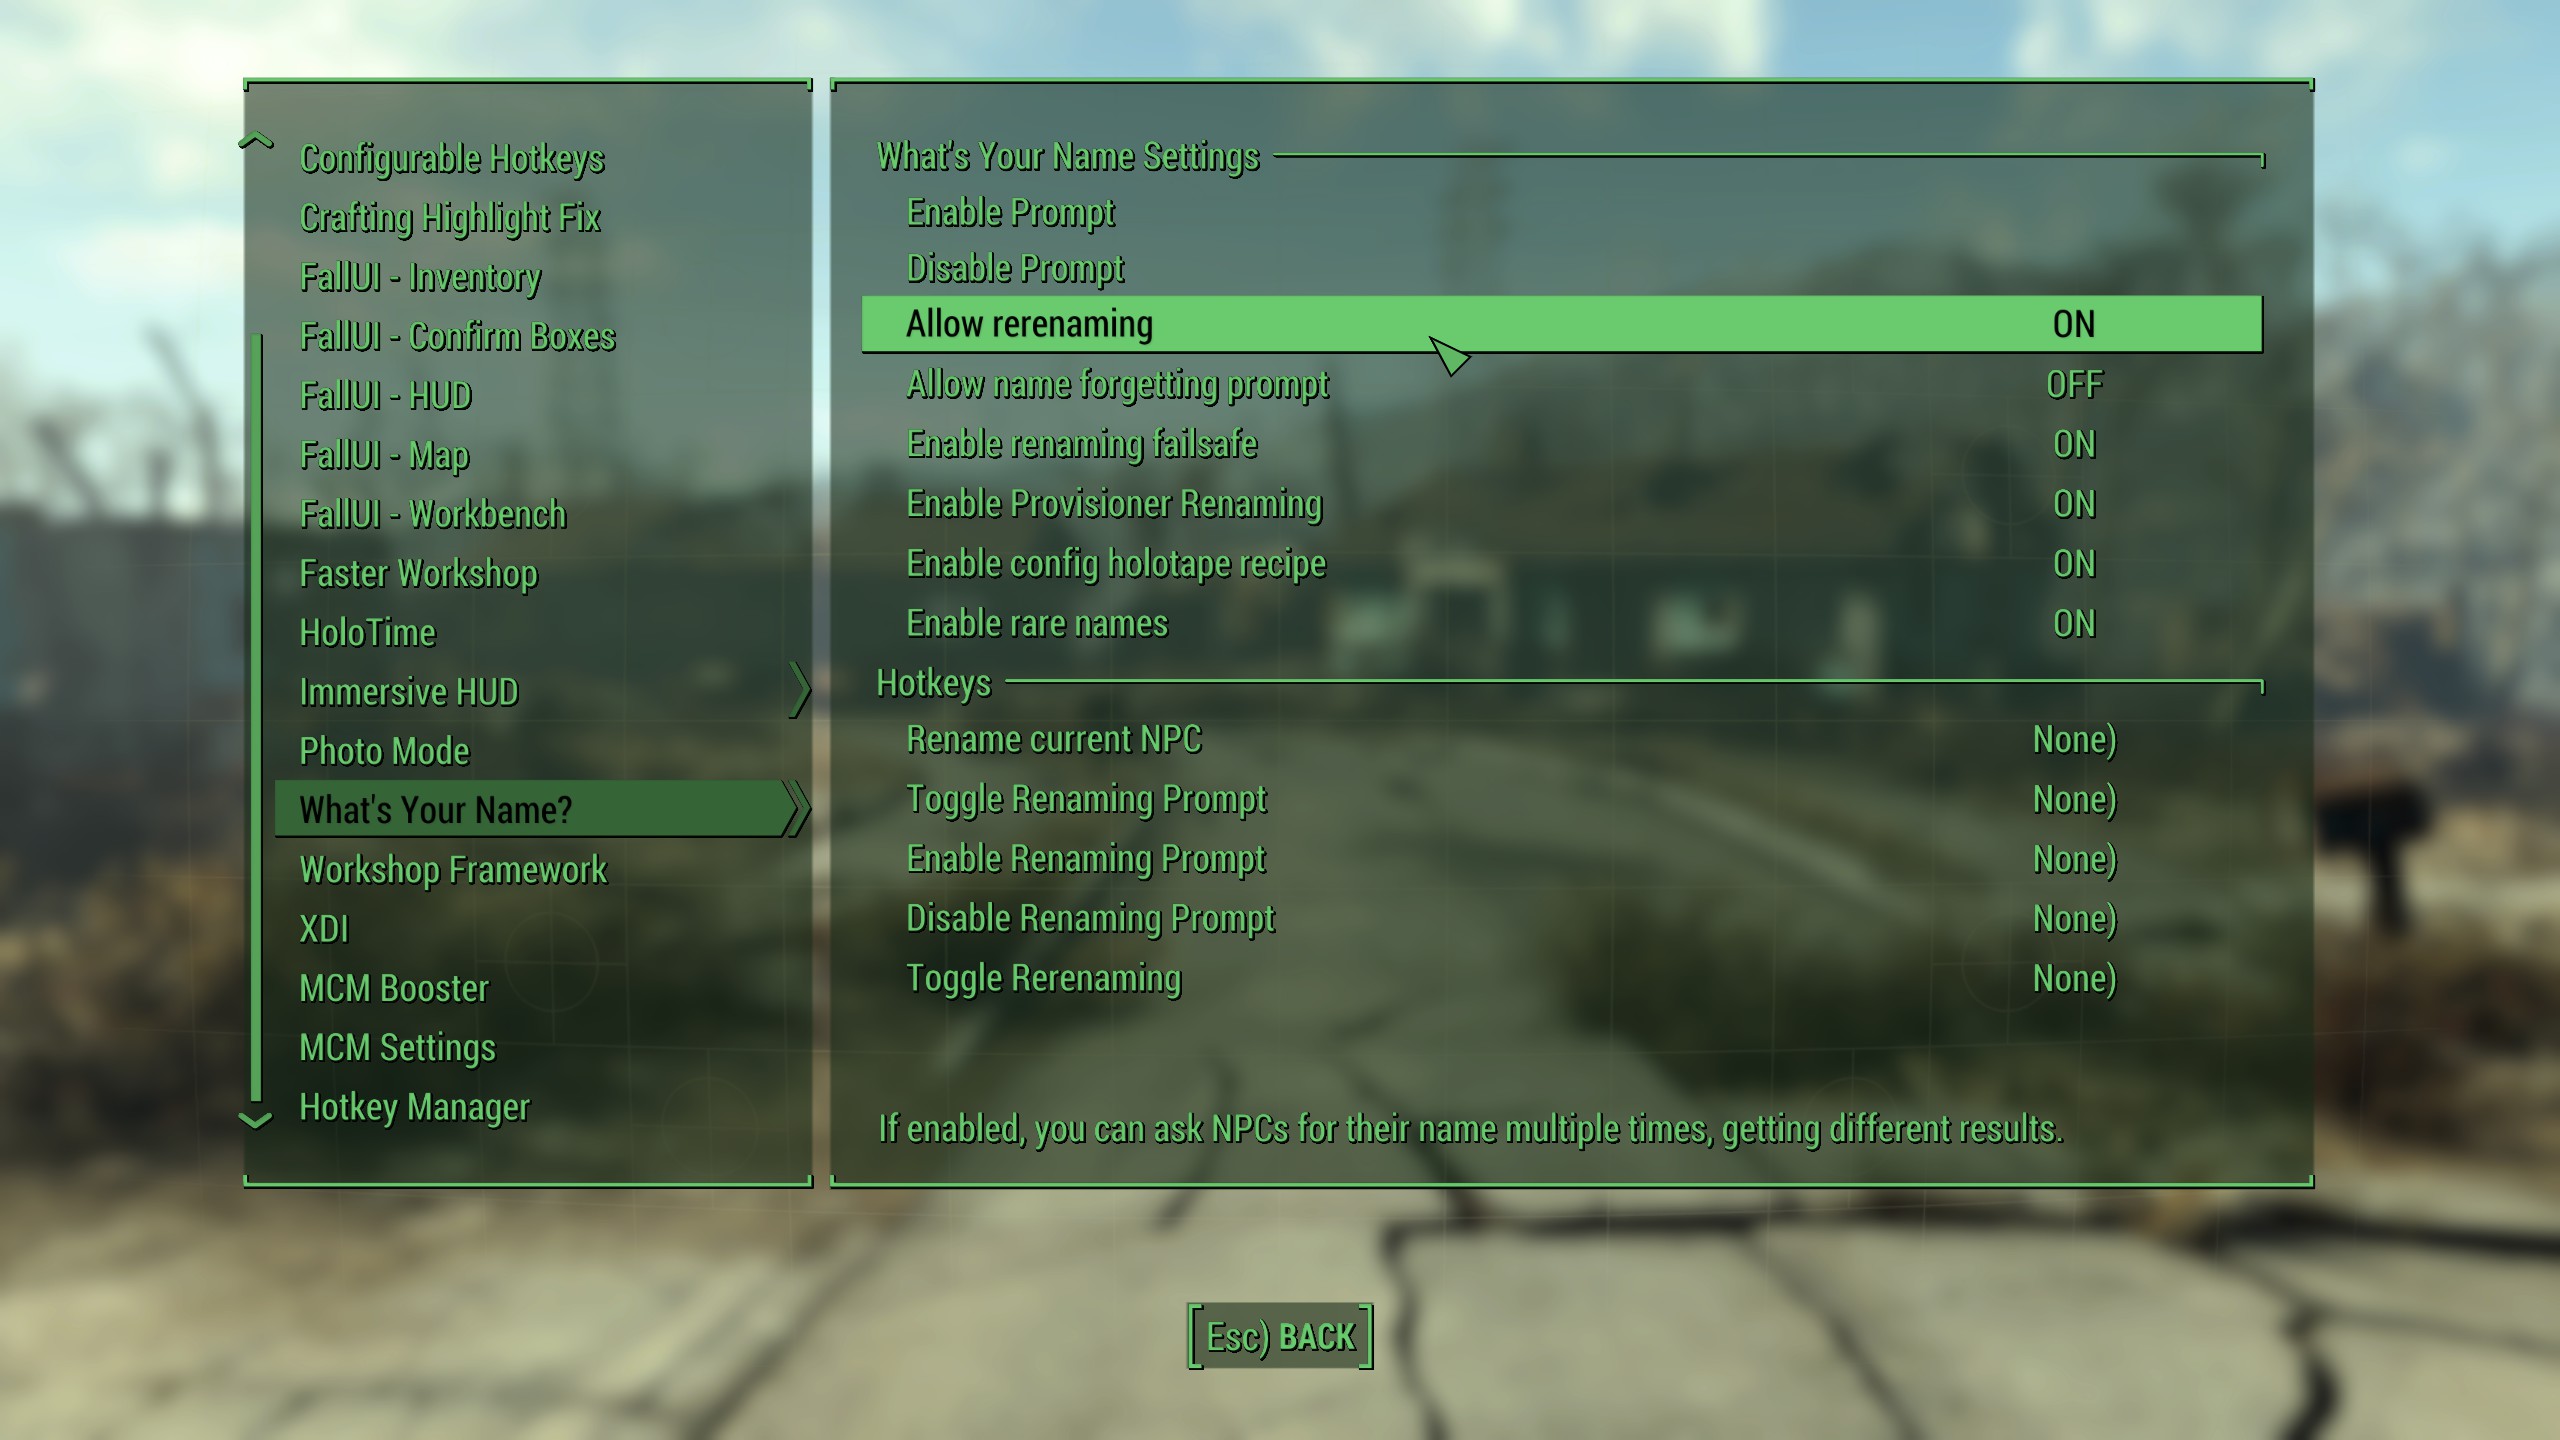 Configurable Hotkeys
Crafting Highlight Fix
FallUI - Inventory
FallUI - Confirm Boxes
FallUI - HUD
FallUI - Map
FallUI - Workbench
Faster Workshop
HoloTime
Immersive HUD
Photo Mode
What's Your Name?
Workshop Framework
XDI
MCM Booster
MCM Settings
Hotkey Manager
What's Your Name Settings
Enable Prompt
Disable Prompt
Allow rerenaming ON
Allow name forgetting prompt OFF
Enable renaming failsafe ON
Enable Provisioner Renaming ON
Enable config holotape recipe ON
Enable rare names ON
Hotkeys
Rename current NPC None)
Toggle Renaming Prompt None)
Enable Renaming Prompt None)
Disable Renaming Prompt None)
Toggle Rerenaming None)
If enabled, you can ask NPCs for their name multiple times, getting different results.
Esc) BACK